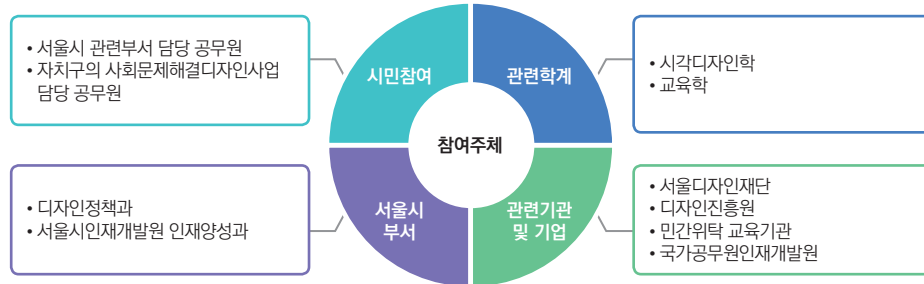 • 서울시 관련부서 담당 공무원
• 자치구의 사회문제해결디자인사업
담당 공무원
시민참여
관련학계
• 시각디자인학
• 교육학
참여주체
• 디자인정책과
• 서울시인재개발원 인재양성과
서울시
부서
관련기관
및 기업
• 서울디자인재단
• 디자인진흥원
• 민간위탁 교육기관
• 국가공무원인재개발원